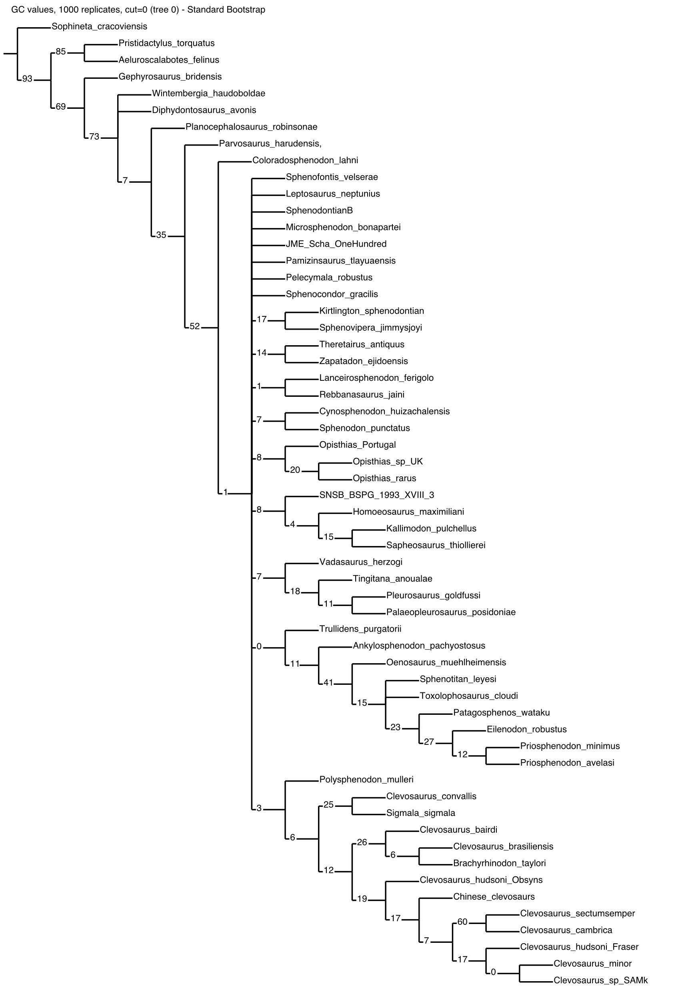 GC values, 1000 replicates, cut=0 (tree 0) - Standard Bootstrap
Sophineta_cracoviensis
Pristidactylus_torquatus
85
Aeluroscalabotes_felinus
Gephyrosaurus_bridensis
93
Wintembergia_haudoboldae
69
Diphydontosaurus_avonis
Planocephalosaurus_robinsonae
73
Parvosaurus_harudensis,
Coloradosphenodon_lahni
Sphenofontis_velserae
7
Leptosaurus_neptunius
SphenodontianB
Microsphenodon_bonapartei
35
JME_Scha_OneHundred
Pamizinsaurus_tlayuaensis
Pelecymala_robustus
Sphenocondor_gracilis
Kirtlington_sphenodontian
17
52
Sphenovipera_jimmysjoyi
Theretairus_antiquus
14
Zapatadon_ejidoensis
Lanceirosphenodon_ferigolo
1
Rebbanasaurus_jaini
Cynosphenodon_huizachalensis
7
Sphenodon_punctatus
Opisthias_Portugal
8
Opisthias_sp_UK
20
Opisthias_rarus
1
SNSB_BSPG_1993_XVIII_3
8
Homoeosaurus_maximiliani
4
Kallimodon_pulchellus
15
Sapheosaurus_thiollierei
Vadasaurus_herzogi
7
Tingitana_anoualae
18
Pleurosaurus_goldfussi
11
Palaeopleurosaurus_posidoniae
Trullidens_purgatorii
0
Ankylosphenodon_pachyostosus
11
Oenosaurus_muehlheimensis
Sphenotitan_leyesi
41
Toxolophosaurus_cloudi
15
Patagosphenos_wataku
23
Eilenodon_robustus
27
Priosphenodon_minimus
12
Priosphenodon_avelasi
Polysphenodon_mulleri
Clevosaurus_convallis
25
3
Sigmala_sigmala
Clevosaurus_bairdi
6
26
Clevosaurus_brasiliensis
6
Brachyrhinodon_taylori
12
Clevosaurus_hudsoni_Obsyns
Chinese_clevosaurs
19
Clevosaurus_sectumsemper
17
60
Clevosaurus_cambrica
7
Clevosaurus_hudsoni_Fraser
17
Clevosaurus_minor
0
Clevosaurus_sp_SAMk